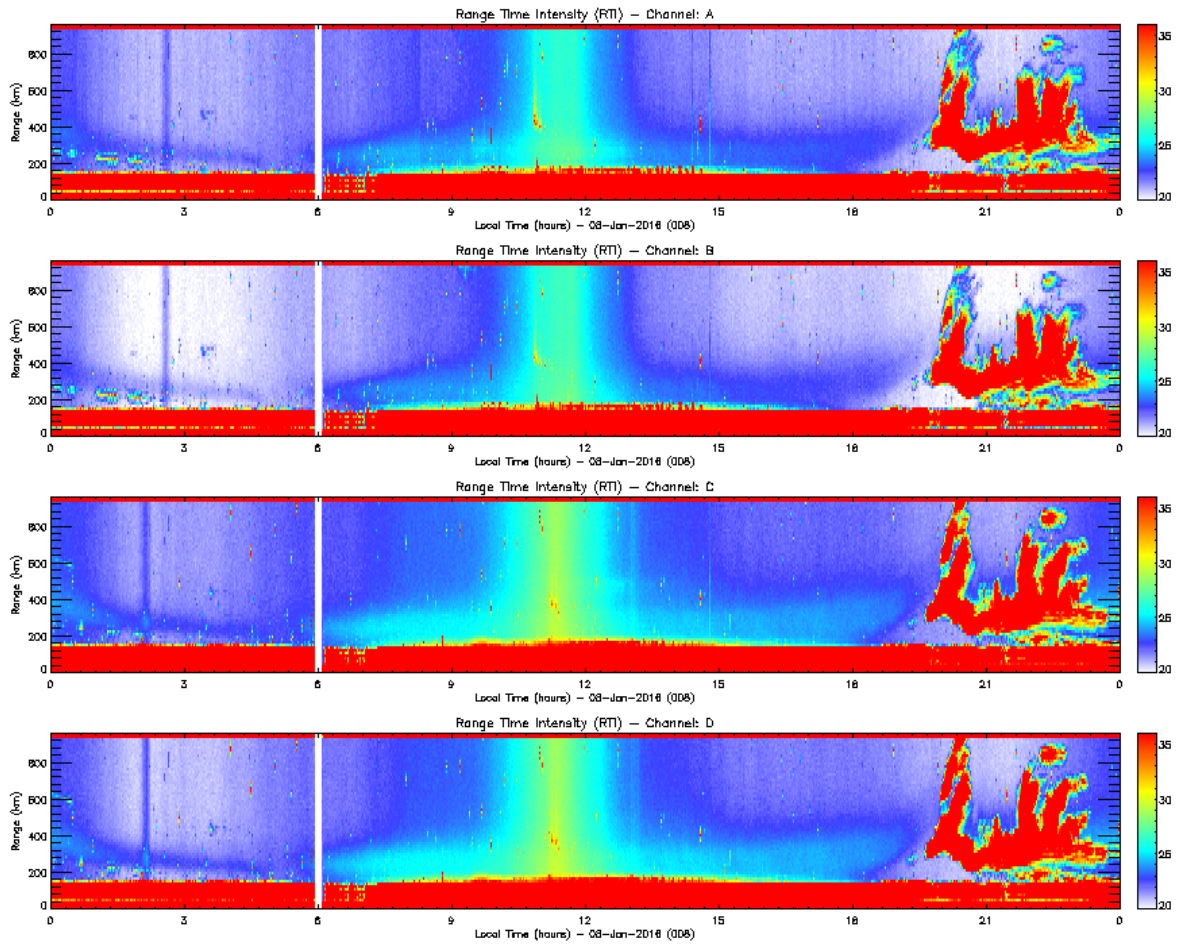 Range Time Intensity (RTI) – Channel: A
Range (km)
800
600
400
200
0
35
30
25
20
0 3 6 9 12 15 18 21 0
Local Time (hours) – 08-Jan-2016 (008)
Range Time Intensity (RTI) – Channel: B
Range (km)
800
600
400
200
0
35
30
25
20
0 3 6 9 12 15 18 21 0
Local Time (hours) – 08-Jan-2016 (008)
Range Time Intensity (RTI) – Channel: C
Range (km)
800
600
400
200
0
35
30
25
20
0 3 6 9 12 15 18 21 0
Local Time (hours) – 08-Jan-2016 (008)
Range Time Intensity (RTI) – Channel: D
Range (km)
800
600
400
200
0
35
30
25
20
0 3 6 9 12 15 18 21 0
Local Time (hours) – 08-Jan-2016 (008)